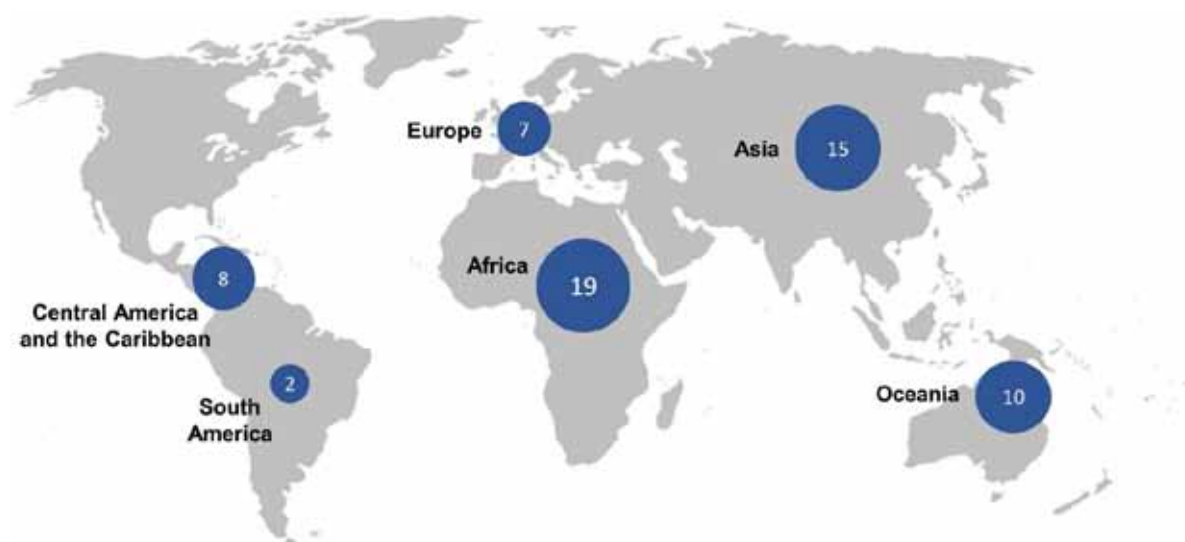 Europe
7
Asia
15
Africa
19
8
Central America
and the Caribbean
2
South
America
Oceania
10